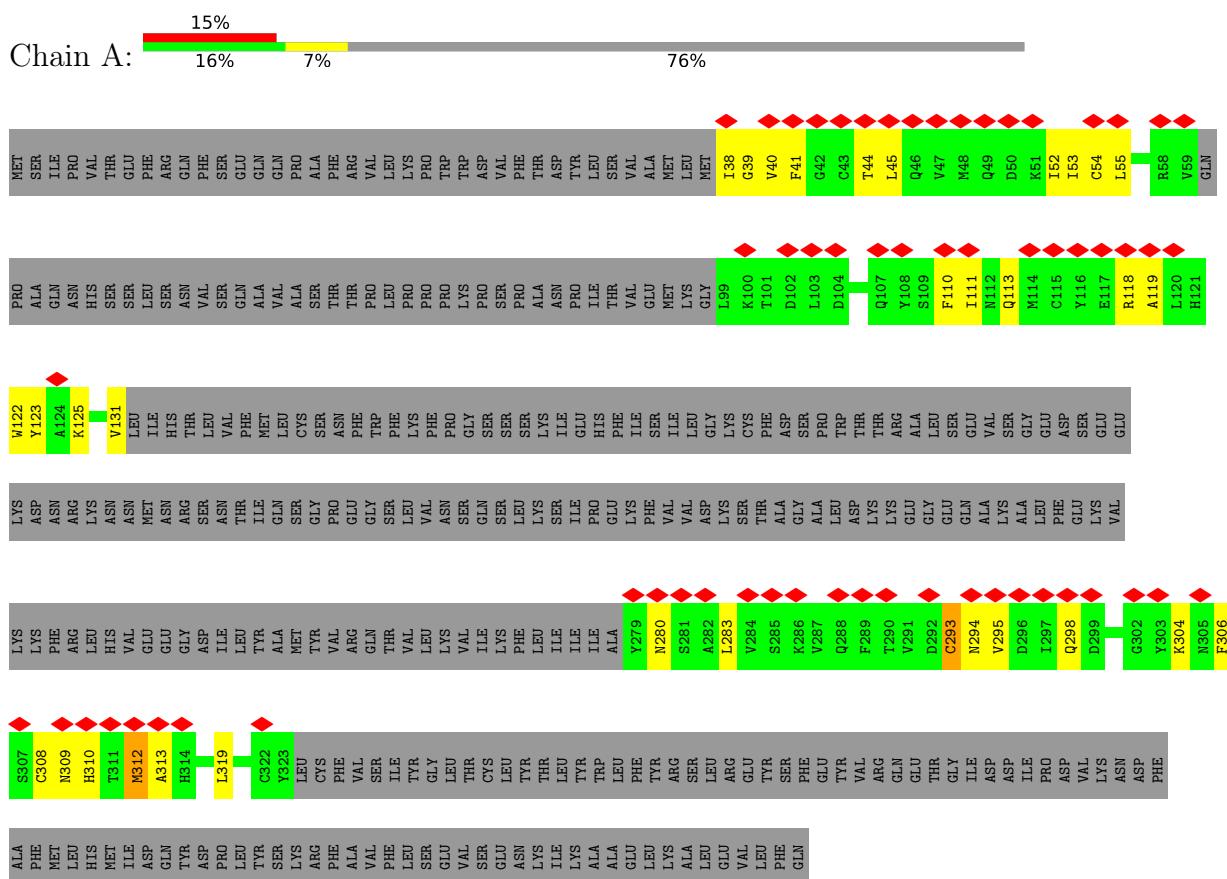 15%
Chain A:
16% 7% 76%
MET SER ILE PRO VAL THR GLU PHE ARG GLN PHE SER GLU GLN GLN PRO ALA PHE ARG VAL LEU LYS PRO TRP TRP ASP VAL PHE THR ASP TYR LEU SER VAL ALA MET LEU MET I38 G39 V40 F41 G42 C43 T44 L45 Q46 V47 M48 Q49 D50 K51 I52 I53 C54 L55 R58 V59 GLN
PRO ALA GLN ASN HIS SER SER LEU SER ASN VAL SER GLN ALA VAL ALA SER THR THR PRO LEU PRO PRO PRO LYS PRO SER PRO ALA ASN PRO ILE THR VAL GLU MET LYS GLY L99 K100 T101 D102 L103 D104 Q107 Y108 S109 F110 I111 N112 Q113 M114 C115 Y116 E117 R118 A119 L120 H121
W122 Y123 A124 K125 V131 LEU ILE HIS THR LEU VAL PHE MET LEU CYS SER ASN PHE TRP PHE LYS PHE PRO GLY SER SER SER LYS ILE GLU HIS PHE ILE SER ILE LEU GLY LYS CYS PHE ASP SER PRO TRP THR THR ARG ALA LEU SER GLU VAL SER GLY GLU ASP SER GLU GLU
LYS ASP ASN ARG LYS ASN ASN MET ASN ARG SER ASN THR ILE GLN SER GLY PRO GLU GLY SER LEU VAL ASN SER GLN SER LEU LYS SER ILE PRO GLU LYS PHE VAL VAL ASP LYS SER THR ALA GLY ALA LEU ASP LYS LYS GLU GLY GLU GLN ALA LYS ALA LEU PHE GLU LYS VAL
LYS LYS PHE ARG LEU HIS VAL GLU GLU GLY ASP ILE LEU TYR ALA MET TYR VAL ARG GLN THR VAL LEU LYS VAL ILE LYS PHE LEU ILE ILE ILE ALA Y279 N280 S281 A282 L283 V284 S285 K286 V287 Q288 F289 T290 V291 D292 C293 N294 V295 D296 I297 Q298 D299 G302 Y303 K304 N305 F306
S307 C308 N309 H310 T311 M312 A313 H314 L319 C322 Y323 LEU CYS PHE VAL SER ILE TYR GLY LEU THR CYS LEU TYR THR LEU TYR TRP LEU PHE TYR ARG SER LEU ARG GLU TYR SER PHE GLU TYR VAL ARG GLN GLU THR GLY ILE ASP ASP ILE PRO ASP VAL LYS ASN ASP PHE
ALA PHE MET LEU HIS MET ILE ASP GLN TYR ASP PRO LEU TYR SER LYS ARG PHE ALA VAL PHE LEU SER GLU VAL SER GLU ASN LYS ILE LYS ALA ALA GLU LEU LYS ALA LEU GLU VAL LEU PHE GLN